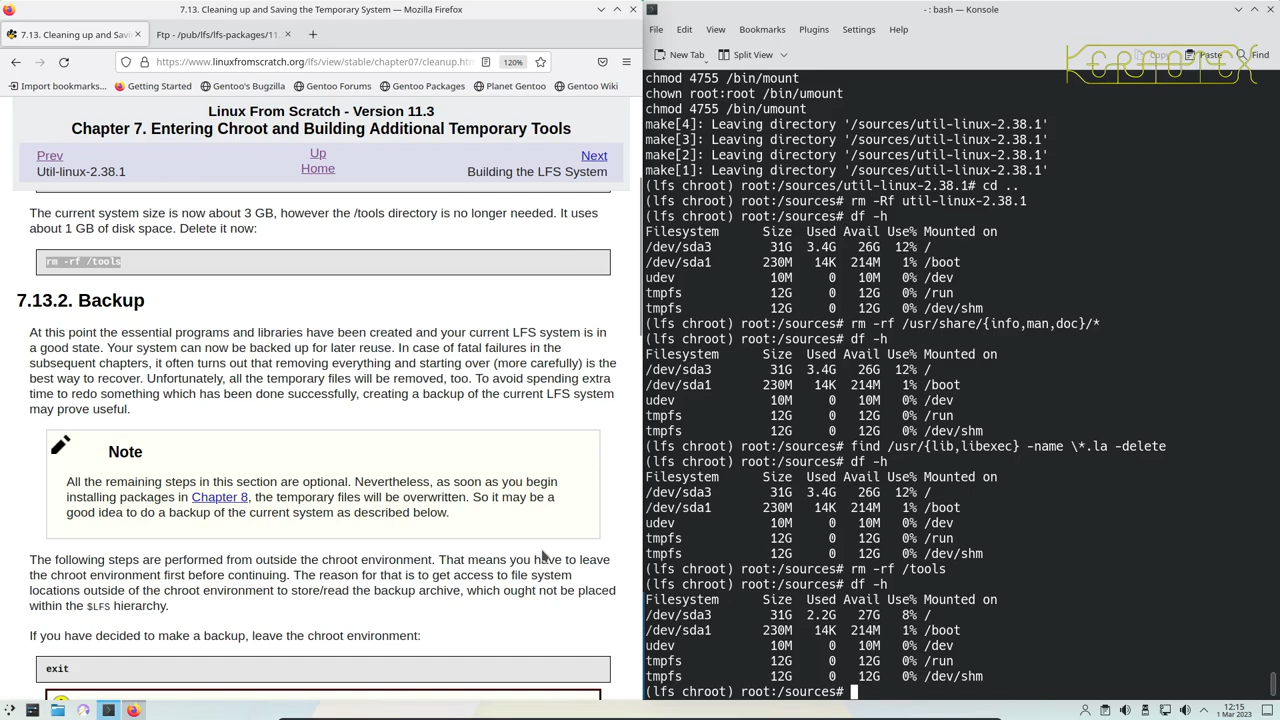 7.13. Cleaning up and Saving the Temporary System — Mozilla Firefox
7.13. Cleaning up and Savi
Ftp - /pub/lfs/lfs-packages/11.
https://www.linuxfromscratch.org/lfs/view/stable/chapter07/cleanup.htm
120%
Import bookmarks...
Getting Started
Gentoo's Bugzilla
Gentoo Forums
Gentoo Packages
Planet Gentoo
Gentoo Wiki
Linux From Scratch - Version 11.3
Chapter 7. Entering Chroot and Building Additional Temporary Tools
Prev
Up
Next
Util-linux-2.38.1
Home
Building the LFS System
The current system size is now about 3 GB, however the /tools directory is no longer needed. It uses
about 1 GB of disk space. Delete it now:
rm -rf /tools
7.13.2. Backup
At this point the essential programs and libraries have been created and your current LFS system is in
a good state. Your system can now be backed up for later reuse. In case of fatal failures in the
subsequent chapters, it often turns out that removing everything and starting over (more carefully) is the
best way to recover. Unfortunately, all the temporary files will be removed, too. To avoid spending extra
time to redo something which has been done successfully, creating a backup of the current LFS system
may prove useful.
Note
All the remaining steps in this section are optional. Nevertheless, as soon as you begin
installing packages in Chapter 8, the temporary files will be overwritten. So it may be a
good idea to do a backup of the current system as described below.
The following steps are performed from outside the chroot environment. That means you have to leave
the chroot environment first before continuing. The reason for that is to get access to file system
locations outside of the chroot environment to store/read the backup archive, which ought not be placed
within the $LFS hierarchy.
If you have decided to make a backup, leave the chroot environment:
exit
- : bash — Konsole
File Edit View Bookmarks Plugins Settings Help
New Tab
Split View
Copy
Paste
Find
KERNOTEX
chmod 4755 /bin/mount
chown root:root /bin/umount
chmod 4755 /bin/umount
make[4]: Leaving directory '/sources/util-linux-2.38.1'
make[3]: Leaving directory '/sources/util-linux-2.38.1'
make[2]: Leaving directory '/sources/util-linux-2.38.1'
make[1]: Leaving directory '/sources/util-linux-2.38.1'
(lfs chroot) root:/sources/util-linux-2.38.1# cd ..
(lfs chroot) root:/sources# rm -Rf util-linux-2.38.1
(lfs chroot) root:/sources# df -h
Filesystem Size Used Avail Use% Mounted on
/dev/sda3 31G 3.4G 26G 12% /
/dev/sda1 230M 14K 214M 1% /boot
udev 10M 0 10M 0% /dev
tmpfs 12G 0 12G 0% /run
tmpfs 12G 0 12G 0% /dev/shm
(lfs chroot) root:/sources# rm -rf /usr/share/{info,man,doc}/*
(lfs chroot) root:/sources# df -h
Filesystem Size Used Avail Use% Mounted on
/dev/sda3 31G 3.4G 26G 12% /
/dev/sda1 230M 14K 214M 1% /boot
udev 10M 0 10M 0% /dev
tmpfs 12G 0 12G 0% /run
tmpfs 12G 0 12G 0% /dev/shm
(lfs chroot) root:/sources# find /usr/{lib,libexec} -name \*.la -delete
(lfs chroot) root:/sources# df -h
Filesystem Size Used Avail Use% Mounted on
/dev/sda3 31G 3.4G 26G 12% /
/dev/sda1 230M 14K 214M 1% /boot
udev 10M 0 10M 0% /dev
tmpfs 12G 0 12G 0% /run
tmpfs 12G 0 12G 0% /dev/shm
(lfs chroot) root:/sources# rm -rf /tools
(lfs chroot) root:/sources# df -h
Filesystem Size Used Avail Use% Mounted on
/dev/sda3 31G 2.2G 27G 8% /
/dev/sda1 230M 14K 214M 1% /boot
udev 10M 0 10M 0% /dev
tmpfs 12G 0 12G 0% /run
tmpfs 12G 0 12G 0% /dev/shm
(lfs chroot) root:/sources#
12:15
1 Mar 2023